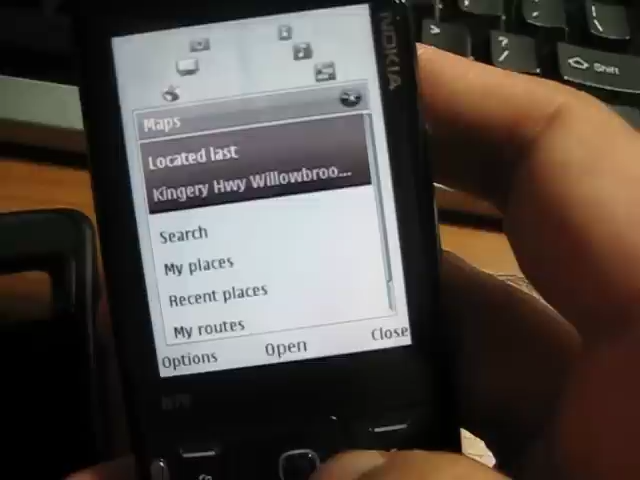 NOKIA
Maps
Located last
Kingery Hwy Willowbroo...
Search
My places
Recent places
My routes
Options
Open
Close
?
/
Shift